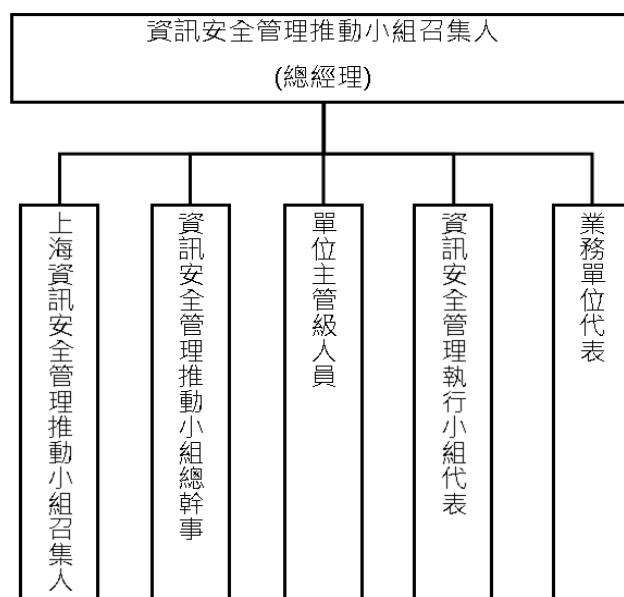 資訊安全管理推動小組召集人
(總經理)
上海資訊安全管理推動小組召集人
資訊安全管理推動小組總幹事
單位主管級人員
資訊安全管理執行小組代表
業務單位代表